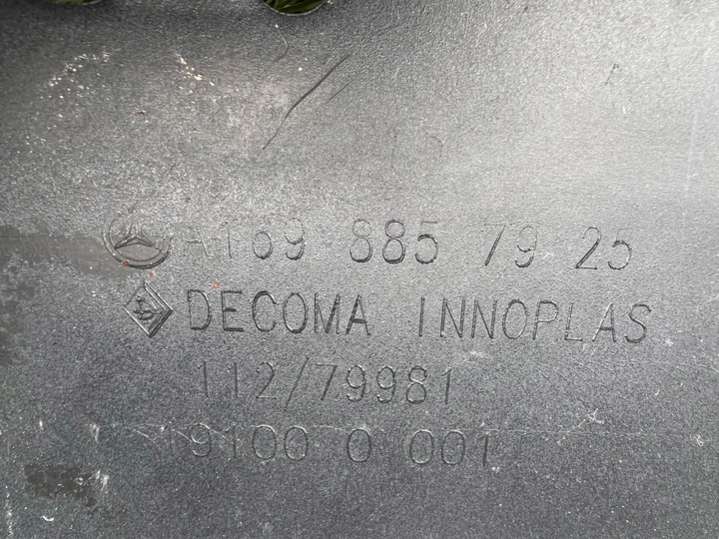 A169 885 79 25
DECOMA INNOPLAS
112/79981
9100 0 001